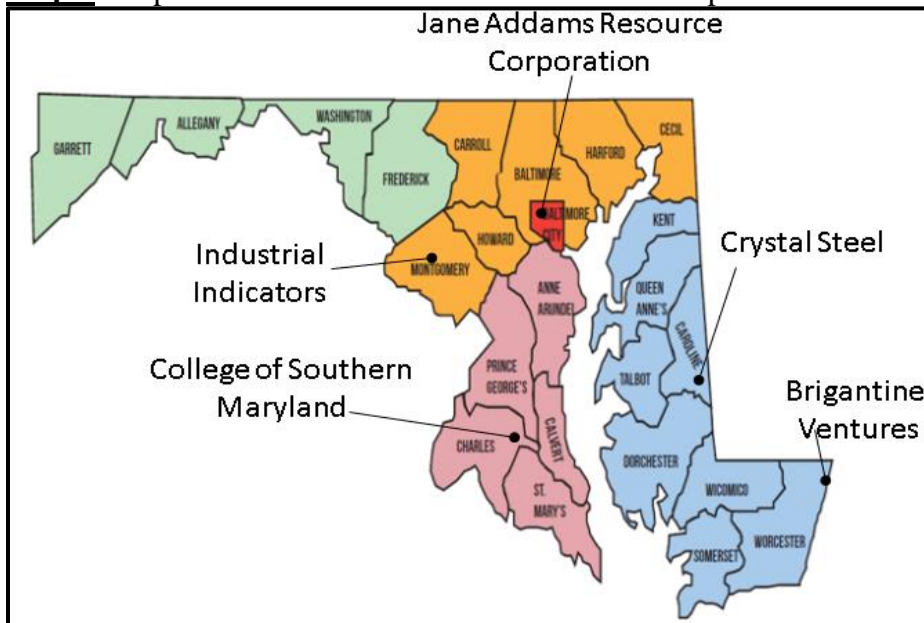 Jane Addams Resource
Corporation
GARRETT
ALLEGANY
WASHINGTON
FREDERICK
CARROLL
BALTIMORE
HARFORD
CECIL
KENT
HOWARD
MONTGOMERY
Industrial
Indicators
Crystal Steel
ANNE
ARUNDEL
QUEEN
ANNE'S
CAROLINE
TALBOT
PRINCE
GEORGE'S
College of Southern
Maryland
CHARLES
CALVERT
ST.
MARY'S
Brigantine
Ventures
DORCHESTER
WICOMICO
SOMERSET
WORCESTER